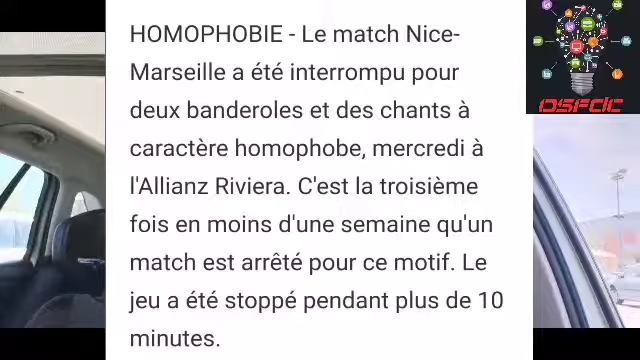 HOMOPHOBIE - Le match Nice-
Marseille a été interrompu pour
deux banderoles et des chants à
caractère homophobe, mercredi à
l'Allianz Riviera. C'est la troisième
fois en moins d'une semaine qu'un
match est arrêté pour ce motif. Le
jeu a été stoppé pendant plus de 10
minutes.
DSFDC